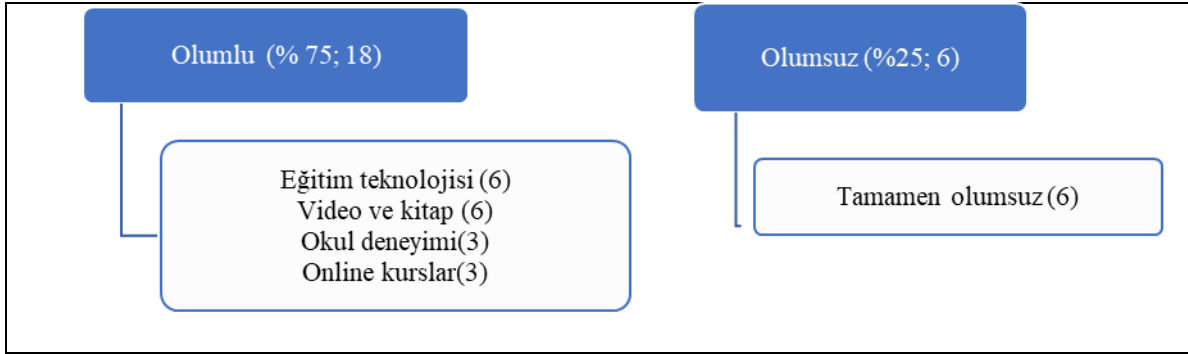 Olumlu (% 75; 18)
Eğitim teknolojisi (6)
Video ve kitap (6)
Okul deneyimi(3)
Online kurslar(3)
Olumsuz (%25; 6)
Tamamen olumsuz (6)